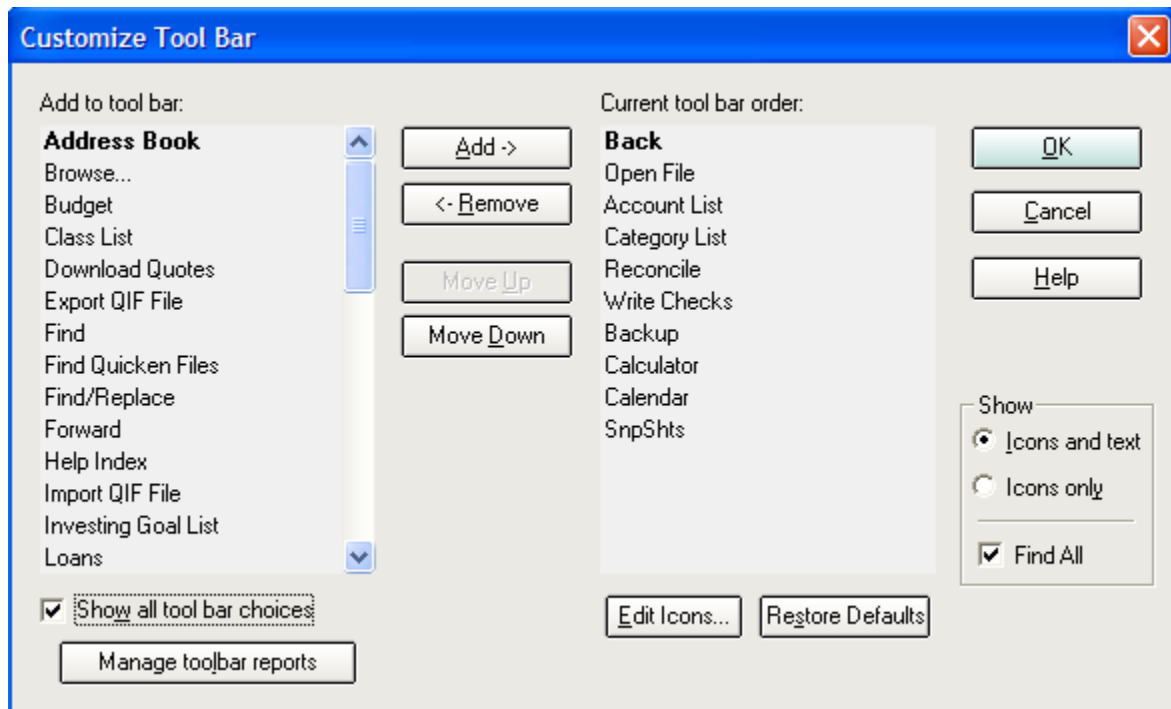 Customize Tool Bar
Add to tool bar:
Address Book
Browse...
Budget
Class List
Download Quotes
Export QIF File
Find
Find Quicken Files
Find/Replace
Forward
Help Index
Import QIF File
Investing Goal List
Loans
Show all tool bar choices
Manage toolbar reports
Add ->
<- Remove
Move Up
Move Down
Current tool bar order:
Back
Open File
Account List
Category List
Reconcile
Write Checks
Backup
Calculator
Calendar
SnpShts
Edit Icons...
Restore Defaults
OK
Cancel
Help
Show
Icons and text
Icons only
Find All